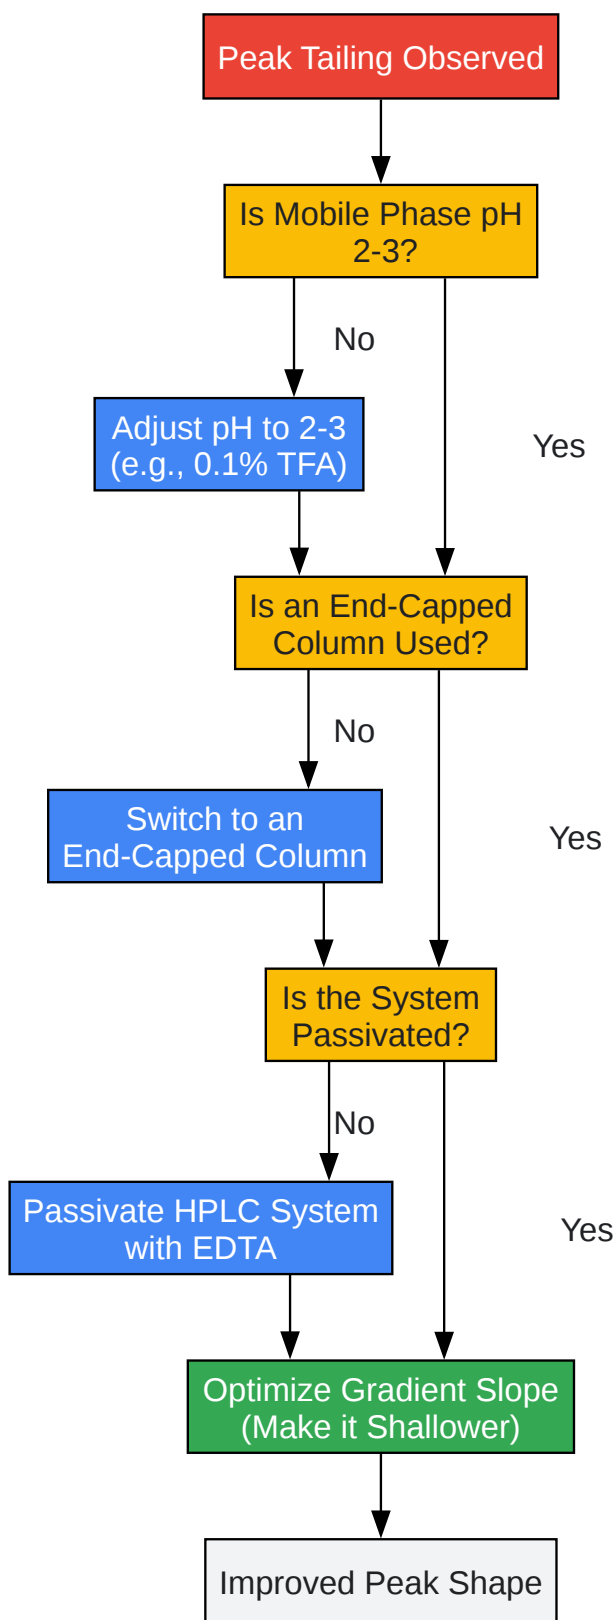 Peak Tailing Observed
Is Mobile Phase pH
2-3?
No
Adjust pH to 2-3
(e.g., 0.1% TFA)
Yes
Is an End-Capped
Column Used?
No
Switch to an
End-Capped Column
Yes
Is the System
Passivated?
No
Passivate HPLC System
with EDTA
Yes
Optimize Gradient Slope
(Make it Shallower)
Improved Peak Shape